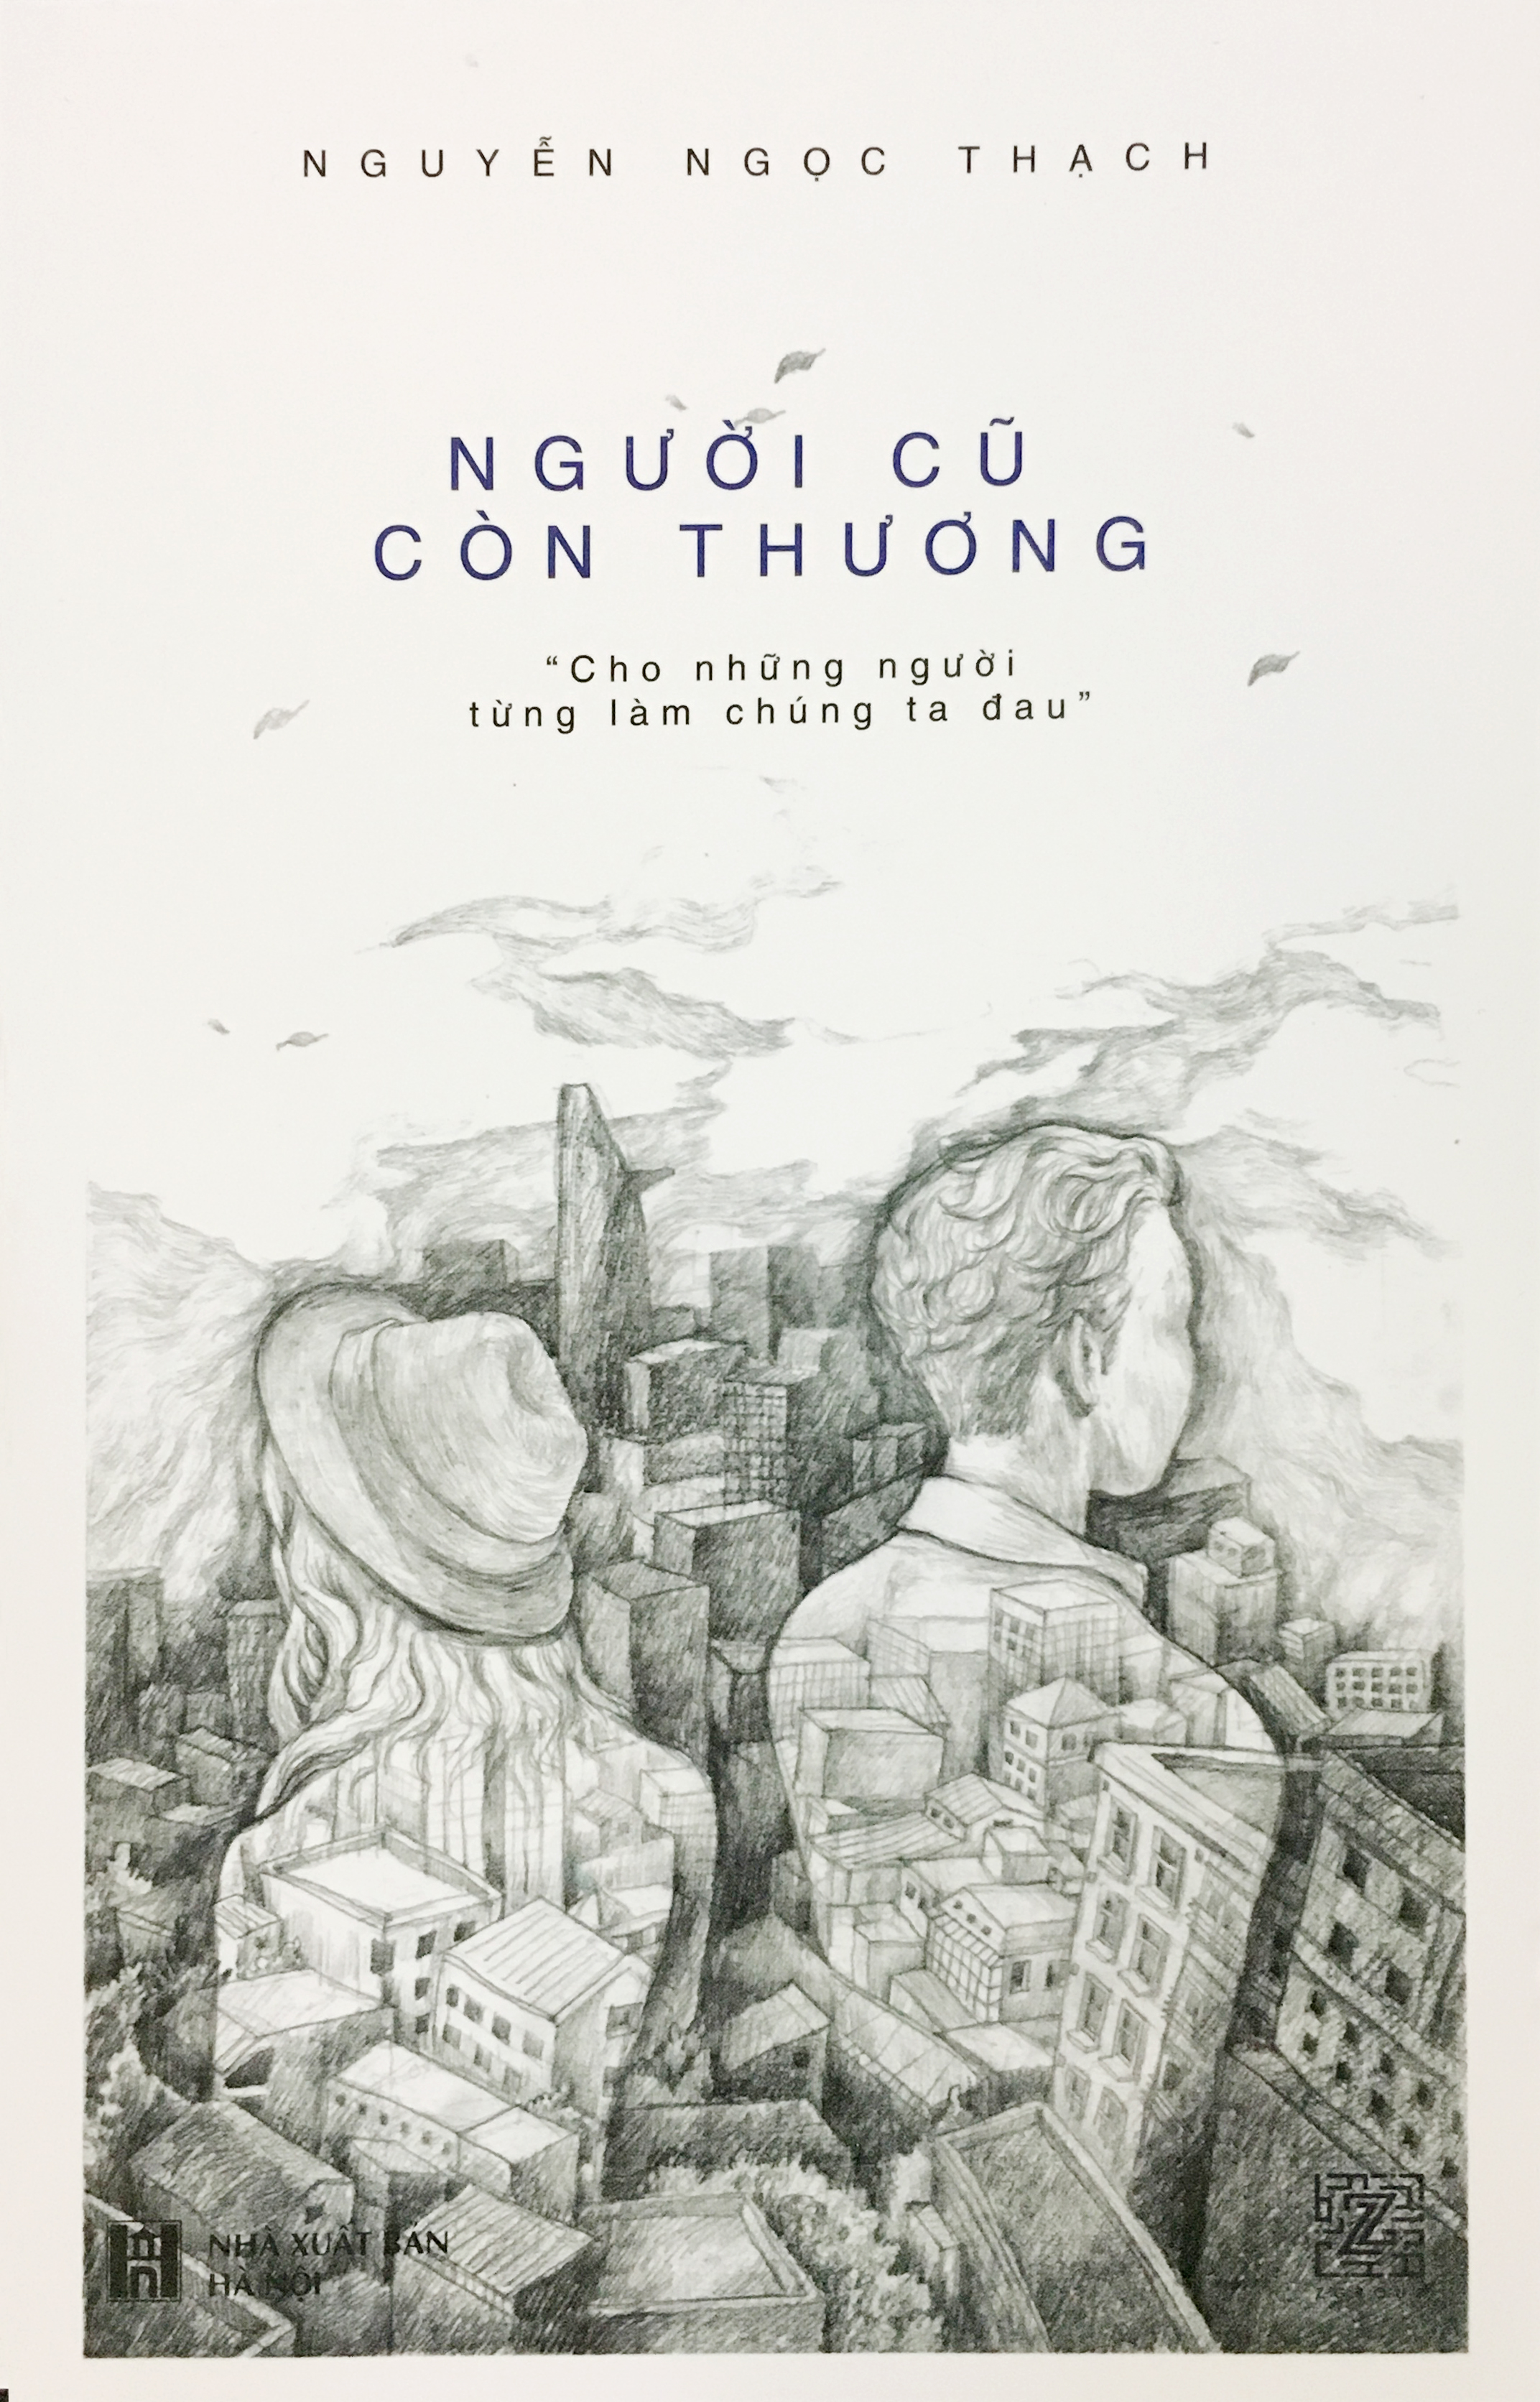 NGUYỄN NGỌC THẠCH
NGƯỜI CŨ
CÒN THƯƠNG
“Cho những người
từng làm chúng ta đau”
NHÀ XUẤT BẢN
HÀ NỘI
Z